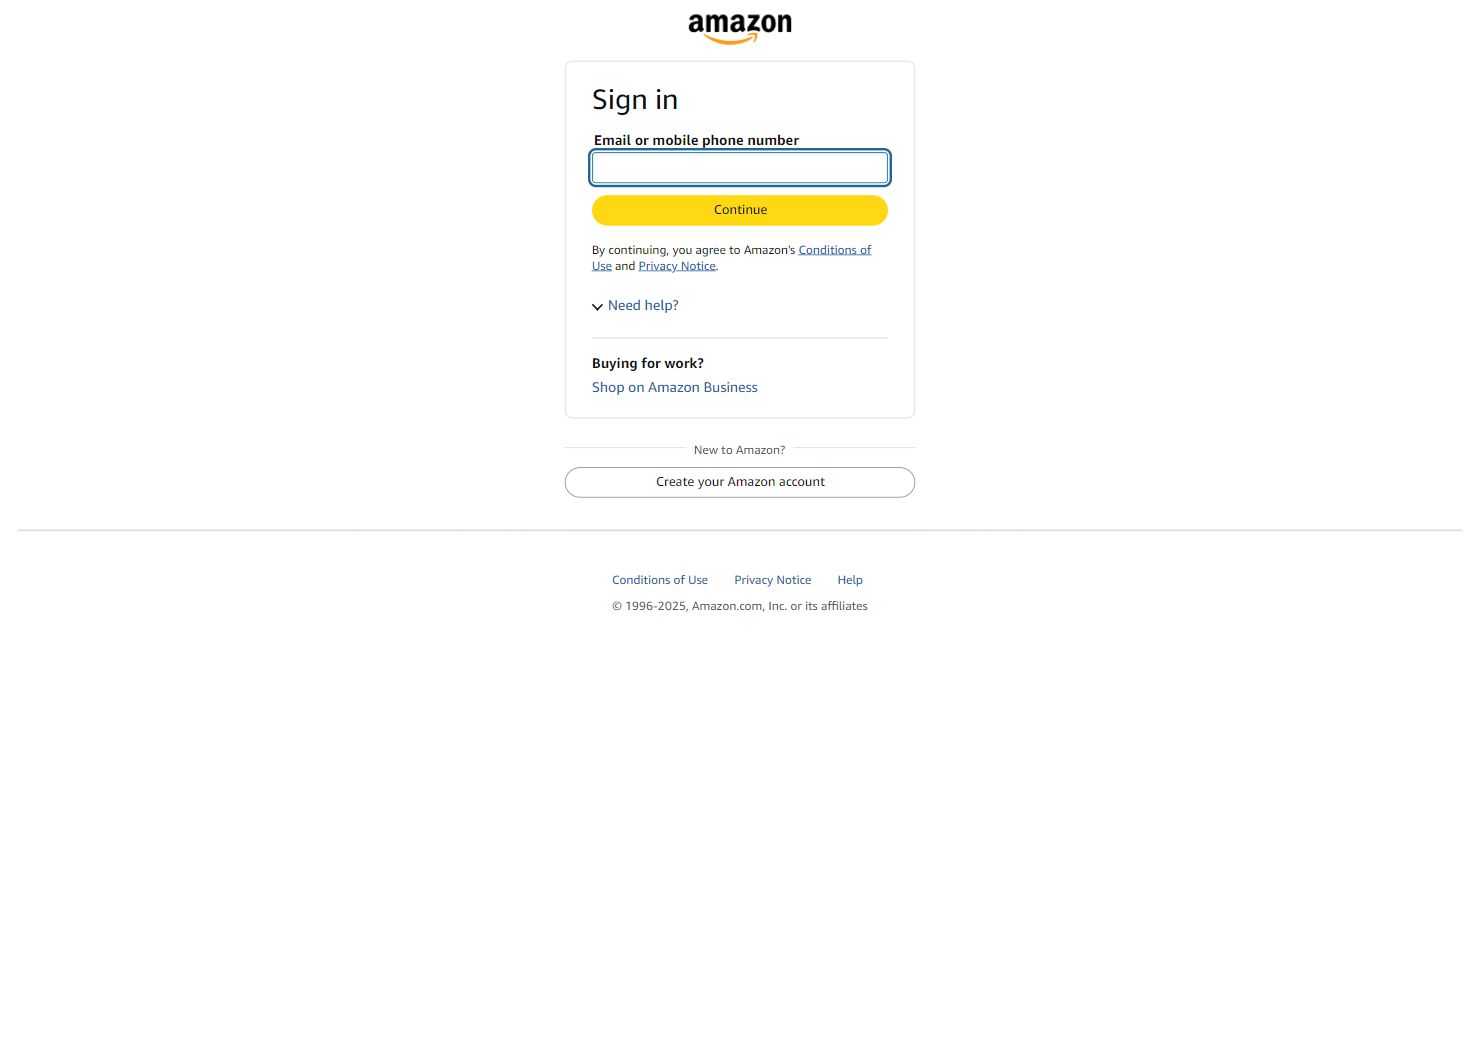 amazon
Sign in
Email or mobile phone number
Continue
By continuing, you agree to Amazon's Conditions of
Use and Privacy Notice.
Need help?
Buying for work?
Shop on Amazon Business
New to Amazon?
Create your Amazon account
Conditions of Use Privacy Notice Help
© 1996-2025, Amazon.com, Inc. or its affiliates